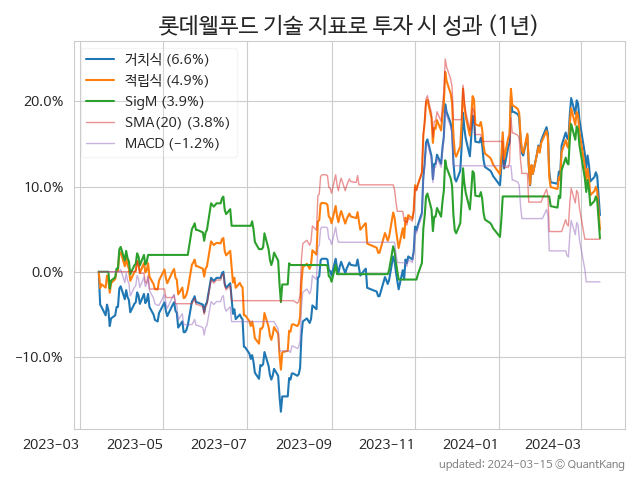 롯데웰푸드 기술 지표로 투자 시 성과 (1년)
거치식 (6.6%)
적립식 (4.9%)
SigM (3.9%)
SMA(20) (3.8%)
MACD (−1.2%)
20.0%
10.0%
0.0%
−10.0%
2023−03 2023−05 2023−07 2023−09 2023−11 2024−01 2024−03
updated: 2024-03-15 ⓒ QuantKang